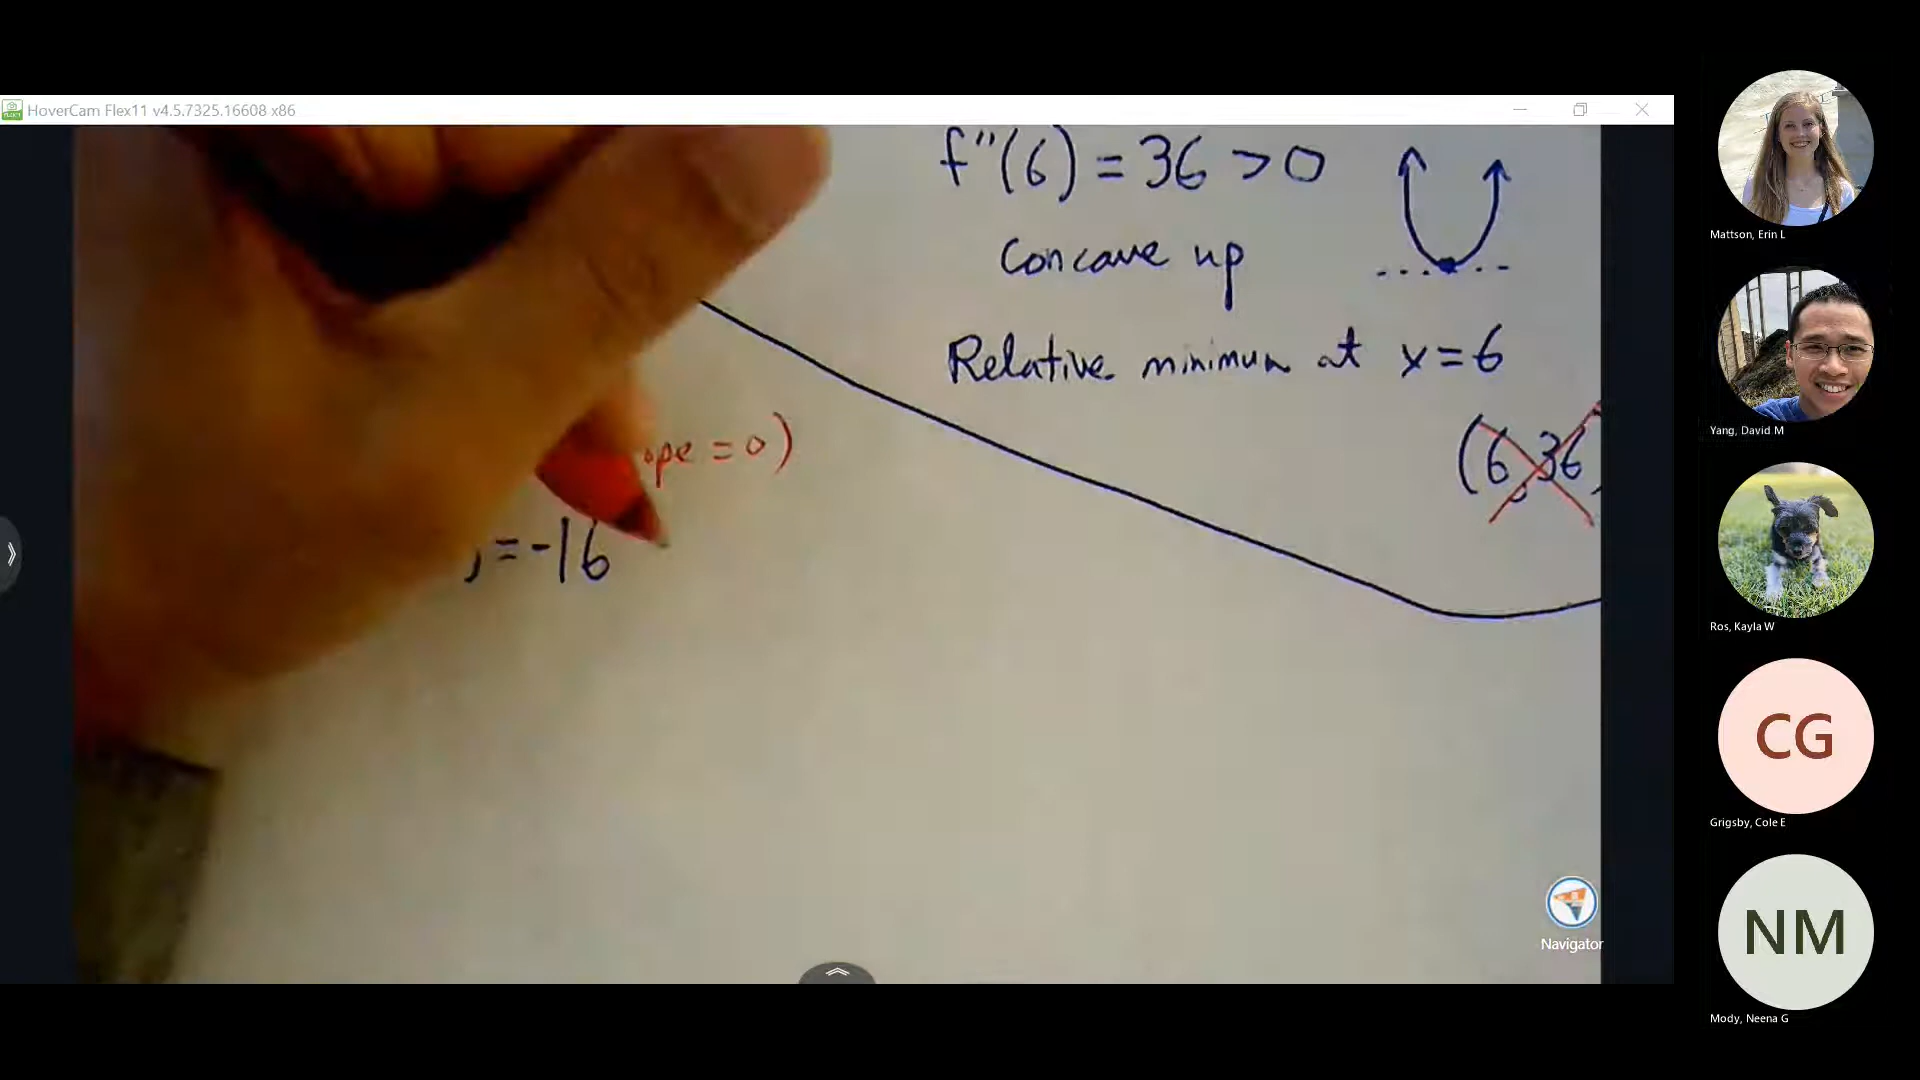 HoverCam Flex11 v4.5.7325.16608 x86
f''(6) = 36 > 0
Concave up
Relative minimum at x = 6
(6, 36)
ope = 0)
) = -16
Navigator
Mattson, Erin L
Yang, David M
Ros, Kayla W
CG
Grigsby, Cole E
NM
Mody, Neena G